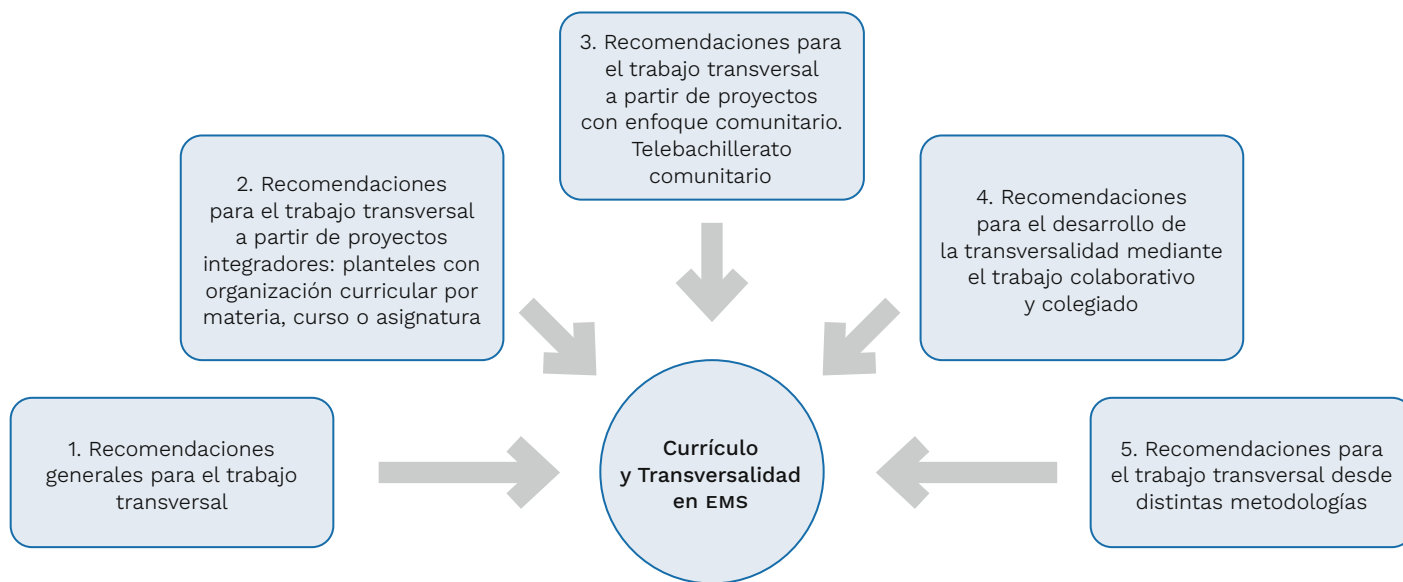 1. Recomendaciones
generales para el trabajo
transversal
2. Recomendaciones
para el trabajo transversal
a partir de proyectos
integradores: planteles con
organización curricular por
materia, curso o asignatura
3. Recomendaciones para
el trabajo transversal
a partir de proyectos
con enfoque comunitario.
Telebachillerato
comunitario
4. Recomendaciones
para el desarrollo de
la transversalidad mediante
el trabajo colaborativo
y colegiado
5. Recomendaciones para
el trabajo transversal desde
distintas metodologías
Currículo
y Transversalidad
en EMS